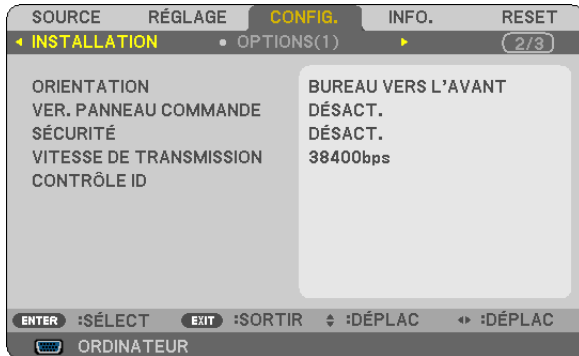 SOURCE RÉGLAGE CONFIG. INFO. RESET
INSTALLATION • OPTIONS(1) 2/3
ORIENTATION BUREAU VERS L'AVANT
VER. PANNEAU COMMANDE DÉSACT.
SÉCURITÉ DÉSACT.
VITESSE DE TRANSMISSION 38400bps
CONTRÔLE ID
ENTER :SÉLECT EXIT :SORTIR :DÉPLAC :DÉPLAC
ORDINATEUR